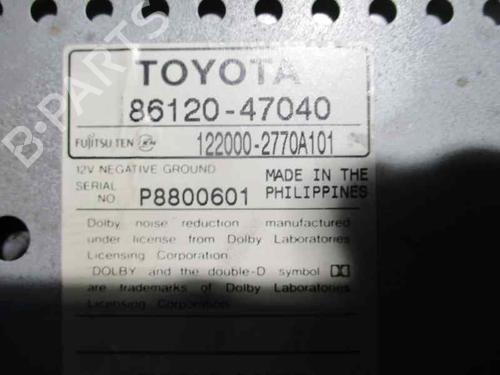 TOYOTA
86120-47040
FUJITSU TEN 122000-2770A101
12V NEGATIVE GROUND
SERIAL NO P8800601
MADE IN THE PHILIPPINES
Dolby noise reduction manufactured
under license from Dolby Laboratories
Licensing Corporation.
DOLBY and the double-D symbol
are trademarks of Dolby Laboratories
Licensing Corporation.
B-PARTS